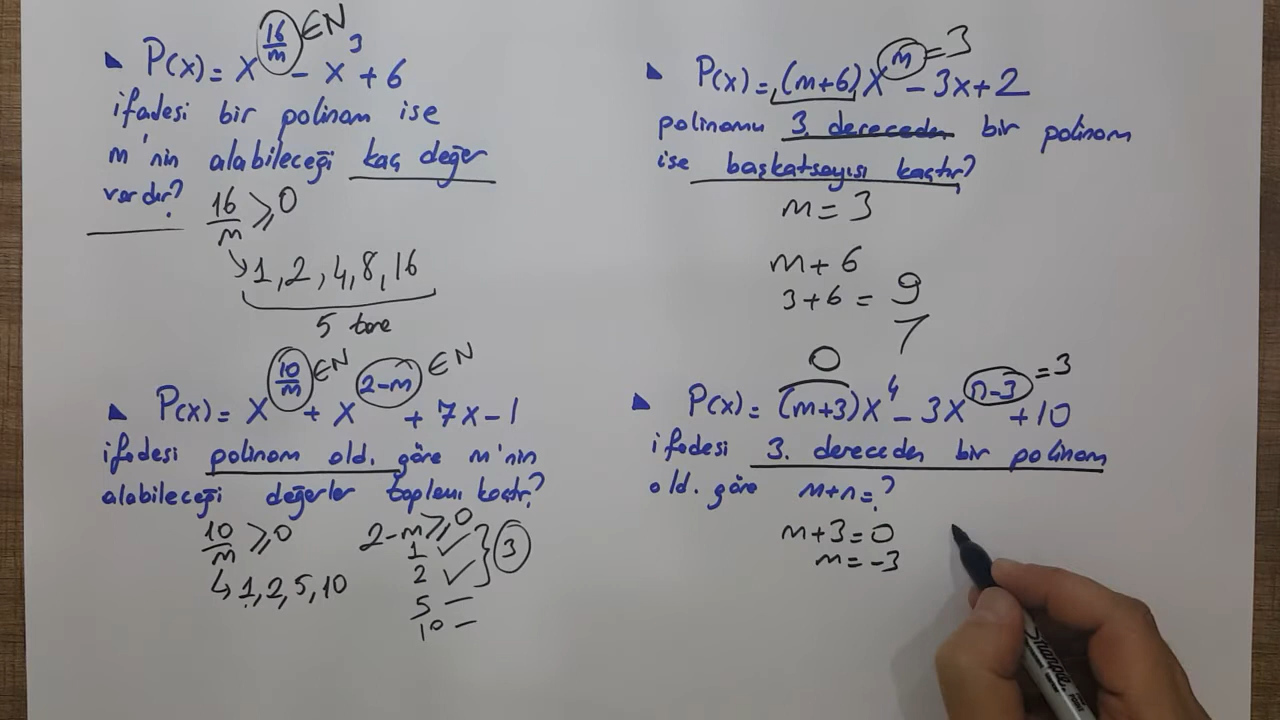 P(x) = x^(16/m) - x^3 + 6
∈N
ifadesi bir polinom ise
m'nin alabileceği kaç değer
vardır?
16/m ≥ 0
↳ 1, 2, 4, 8, 16
5 tane
P(x) = (m+6)x^m - 3x + 2
= 3
polinomu 3. dereceden bir polinom
ise başkatsayısı kaçtır?
m = 3
m + 6
3 + 6 = 9
P(x) = x^(10/m) + x^(2-m) + 7x - 1
∈N ∈N
ifadesi polinom old. göre m'nin
alabileceği değerler toplamı kaçtır?
10/m ≥ 0
↳ 1, 2, 5, 10
2-m ≥ 0
1 ✓
2 ✓
3
5 –
10 –
0
P(x) = (m+3)x^4 - 3x^(n-3) + 10
= 3
ifadesi 3. dereceden bir polinom
old. göre m+n = ?
m + 3 = 0
m = -3
Sharpie.